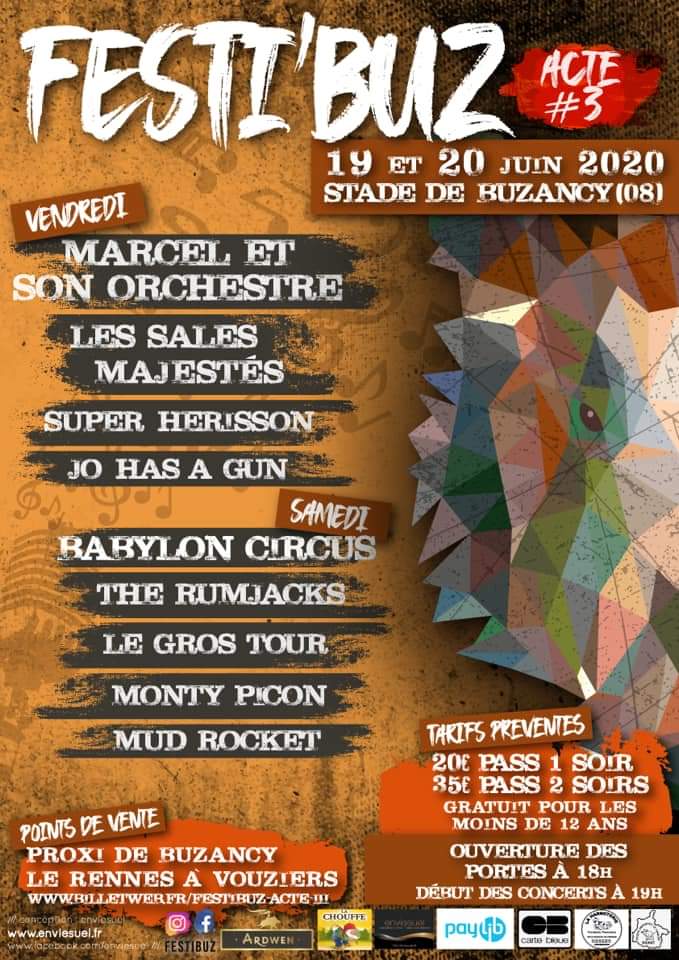 FESTI'BUZ
ACTE
#3
19 ET 20 JUIN 2020
STADE DE BUZANCY(08)
VENDREDI
MARCEL ET
SON ORCHESTRE
LES SALES
MAJESTÉS
SUPER HERISSON
JO HAS A GUN
SAMEDI
BABYLON CIRCUS
THE RUMJACKS
LE GROS TOUR
MONTY PICON
MUD ROCKET
TARIFS PREVENTES
20€ PASS 1 SOIR
35€ PASS 2 SOIRS
GRATUIT POUR LES
MOINS DE 12 ANS
OUVERTURE DES
PORTES À 18H
DÉBUT DES CONCERTS À 19H
POINTS DE VENTE
PROXI DE BUZANCY
LE RENNES À VOUZIERS
WWW.BILLETWEB.FR/FESTIBUZ-ACTE-III
/// conception : enviesuel
www.enviesuel.fr
www.facebook.com/enviesuel ///
FESTIBUZ
ARDWEN
LA
CHOUFFE
enviesuel
paylib
CB
carte bleue